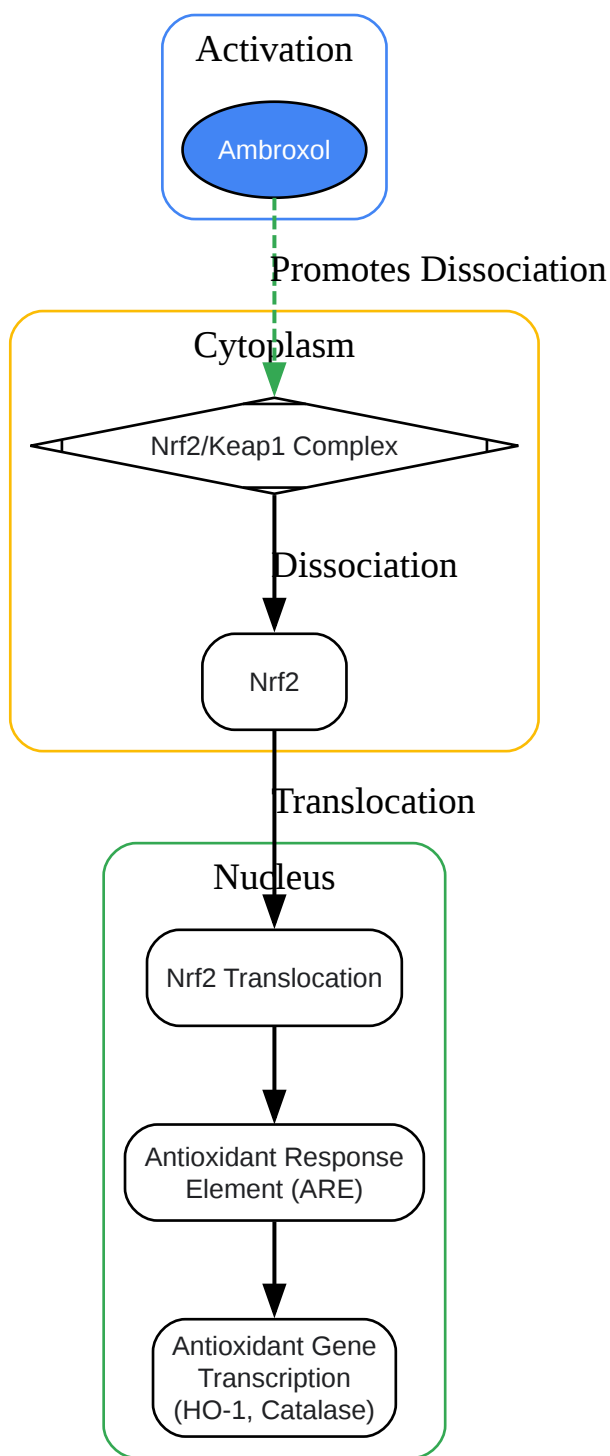 Activation
Ambroxol
Promotes Dissociation
Cytoplasm
Nrf2/Keap1 Complex
Dissociation
Nrf2
Translocation
Nucleus
Nrf2 Translocation
Antioxidant Response
Element (ARE)
Antioxidant Gene
Transcription
(HO-1, Catalase)